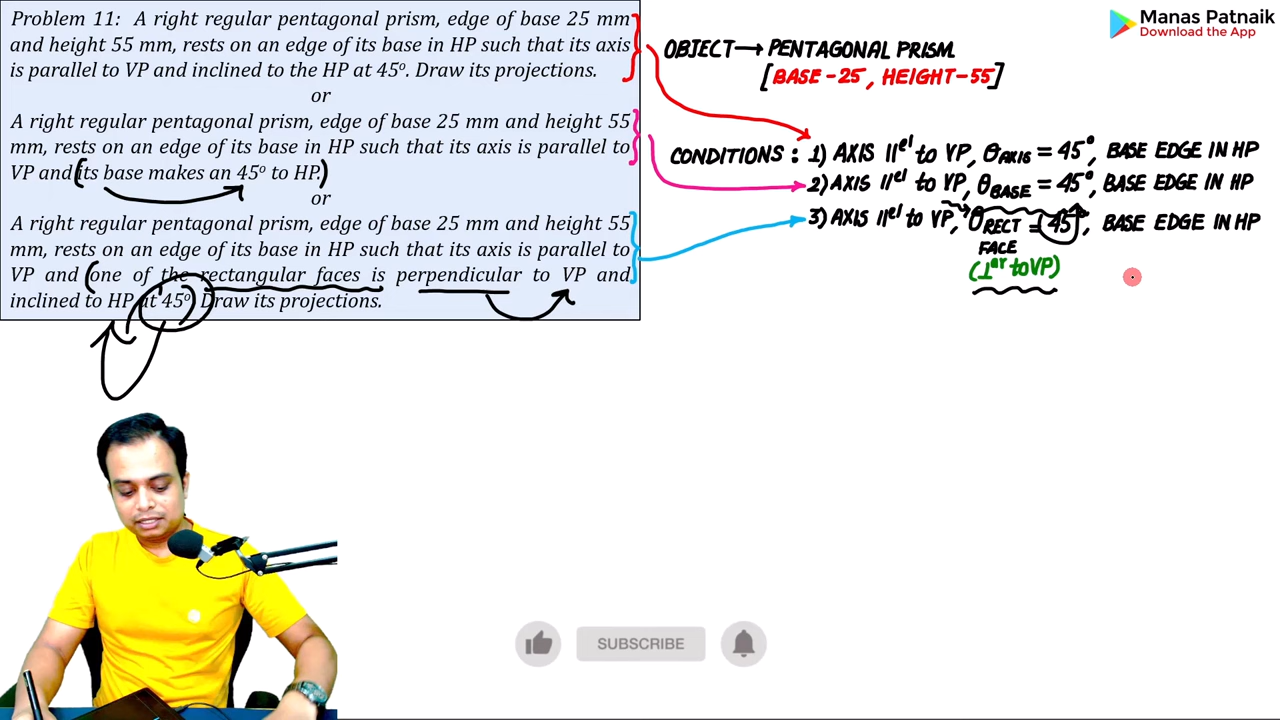 Problem 11: A right regular pentagonal prism, edge of base 25 mm
and height 55 mm, rests on an edge of its base in HP such that its axis
is parallel to VP and inclined to the HP at 45°. Draw its projections.
or
A right regular pentagonal prism, edge of base 25 mm and height 55
mm, rests on an edge of its base in HP such that its axis is parallel to
VP and (its base makes an 45° to HP.)
or
A right regular pentagonal prism, edge of base 25 mm and height 55
mm, rests on an edge of its base in HP such that its axis is parallel to
VP and (one of the rectangular faces is perpendicular to VP and
inclined to HP at 45°) Draw its projections.
Manas Patnaik
Download the App
OBJECT → PENTAGONAL PRISM
[BASE-25, HEIGHT-55]
CONDITIONS : 1) AXIS ||el to VP, θAXIS = 45°, BASE EDGE IN HP
2) AXIS ||el to VP, θBASE = 45°, BASE EDGE IN HP
3) AXIS ||el to VP, θRECT FACE = 45°, BASE EDGE IN HP
(⊥ar to VP)
SUBSCRIBE